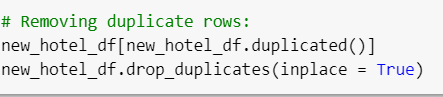 # Removing duplicate rows:
new_hotel_df[new_hotel_df.duplicated()]
new_hotel_df.drop_duplicates(inplace = True)